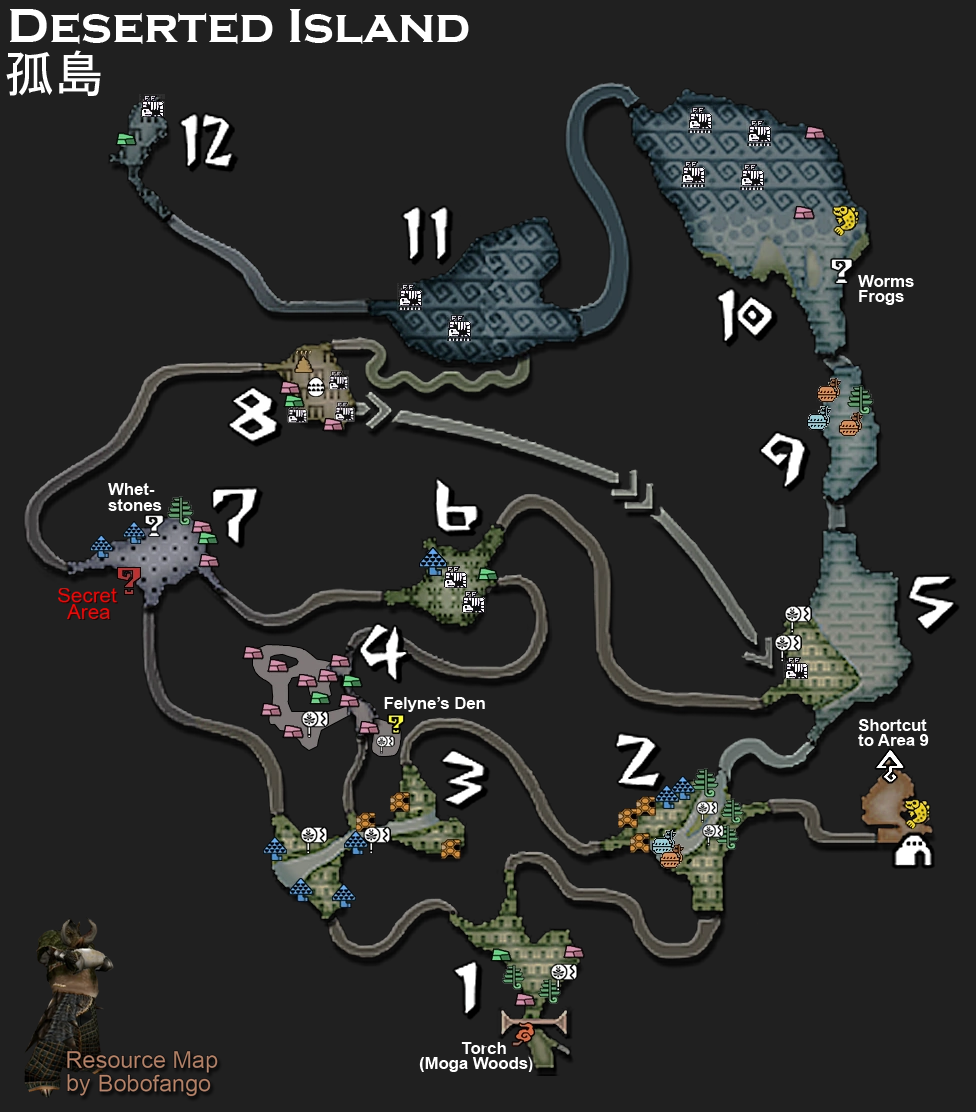 DESERTED ISLAND
孤島
12
11
10
Worms
Frogs
8
9
Whet-
stones
7
6
Secret
Area
5
4
Felyne's Den
3
2
Shortcut
to Area 9
1
Torch
(Moga Woods)
Resource Map
by Bobofango